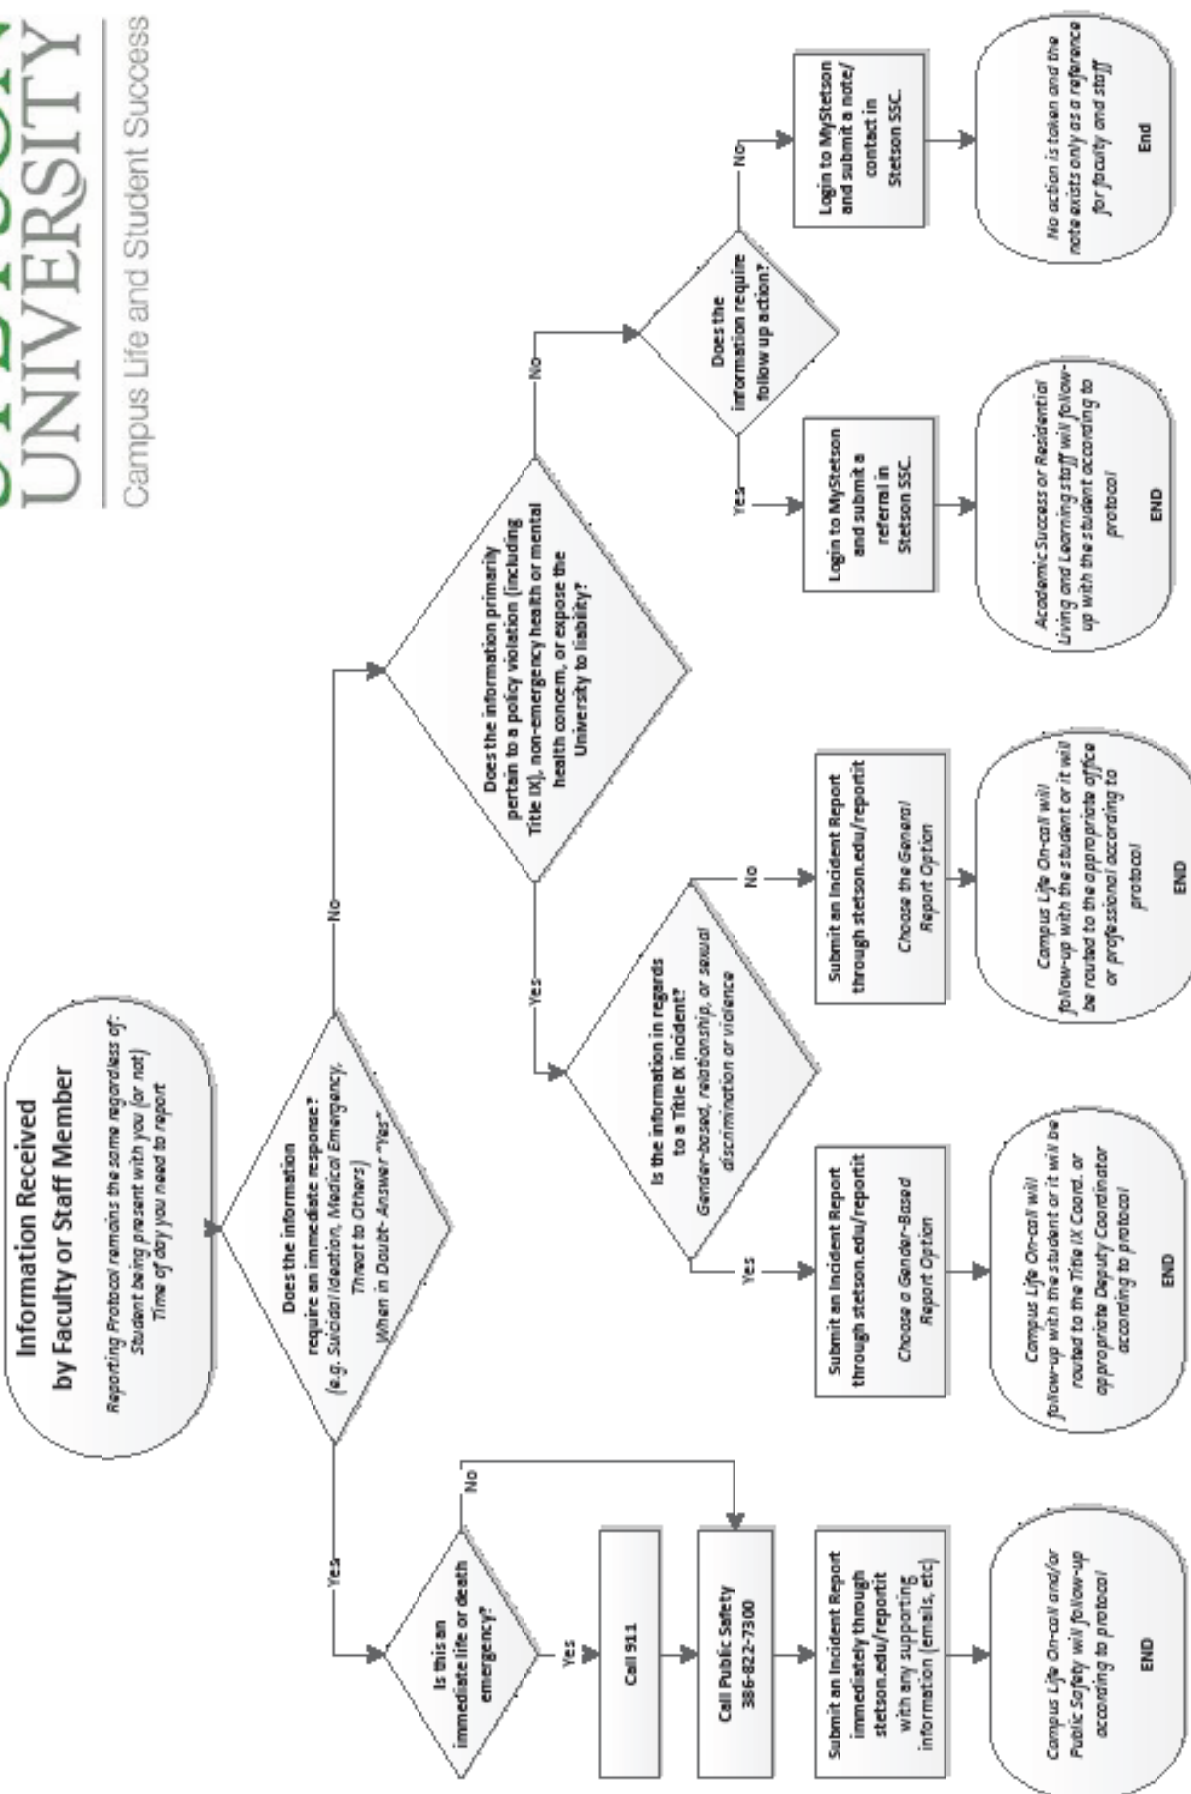 UNIVERSITY
Campus Life and Student Success
Information Received
by Faculty or Staff Member
Reporting Protocol remains the same regardless of:
Student being present with you (or not)
Time of day you need to report
Does the information
require an immediate response?
(e.g. Suicidal Ideation, Medical Emergency,
Threat to Others)
When in Doubt- Answer "Yes"
Yes
No
Is this an
immediate life or death
emergency?
Yes
No
Call 911
Call Public Safety
386-822-7300
Submit an Incident Report
immediately through
stetson.edu/reportit
with any supporting
information (emails, etc)
Campus Life On-call and/or
Public Safety will follow-up
according to protocol
END
Does the information primarily
pertain to a policy violation (including
Title IX), non-emergency health or mental
health concern, or expose the
University to liability?
Yes
No
Is the information in regards
to a Title IX incident?
Gender-based, relationship, or sexual
discrimination or violence
Yes
No
Submit an Incident Report
through stetson.edu/reportit
Choose a Gender-Based
Report Option
Campus Life On-call will
follow-up with the student or it will be
routed to the Title IX Coord. or
appropriate Deputy Coordinator
according to protocol
END
Submit an Incident Report
through stetson.edu/reportit
Choose the General
Report Option
Campus Life On-call will
follow-up with the student or it will
be routed to the appropriate office
or professional according to
protocol
END
Does the
information require
follow up action?
Yes
No
Login to MyStetson
and submit a
referral in
Stetson SSC.
Academic Success or Residential
Living and Learning staff will follow-
up with the student according to
protocol
END
Login to MyStetson
and submit a note/
contact in
Stetson SSC.
No action is taken and the
note exists only as a reference
for faculty and staff
End